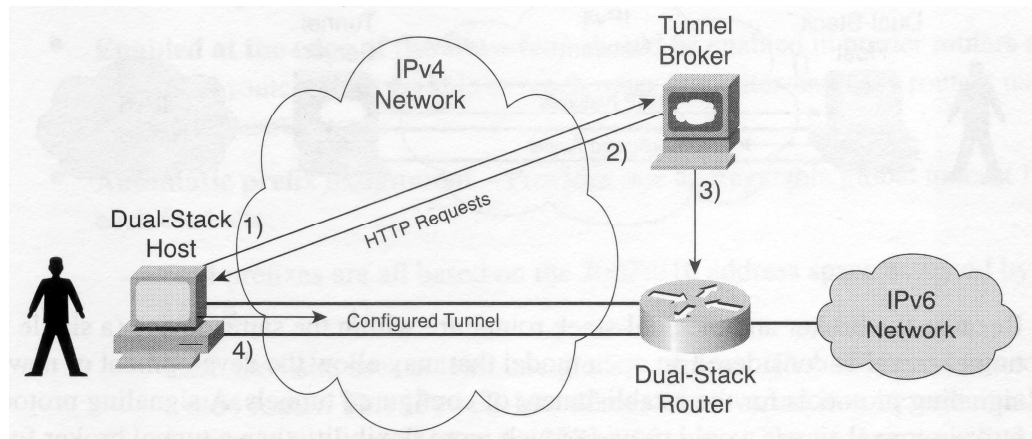 IPv4
Network
Tunnel
Broker
2)
3)
1)
HTTP Requests
Dual-Stack
Host
Configured Tunnel
4)
Dual-Stack
Router
IPv6
Network